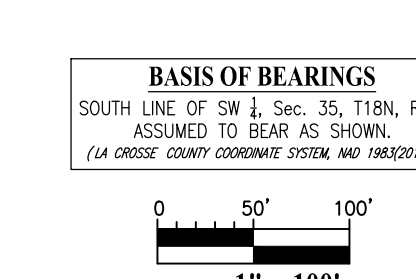 BASIS OF BEARINGS
SOUTH LINE OF SW ¼, Sec. 35, T18N,
ASSUMED TO BEAR AS SHOWN.
(LA CROSSE COUNTY COORDINATE SYSTEM, NAD 1983(201
0 50' 100'